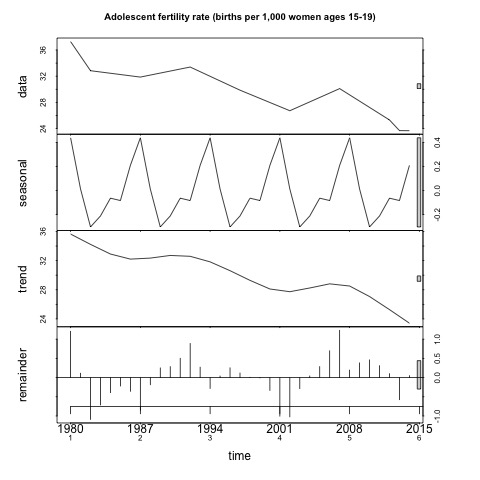 Adolescent fertility rate (births per 1,000 women ages 15-19)
data
24 28 32 36
seasonal
-0.2 0.0 0.2 0.4
trend
24 28 32 36
remainder
-1.0 0.0 0.5 1.0
1980 1987 1994 2001 2008 2015
1 2 3 4 5 6
time